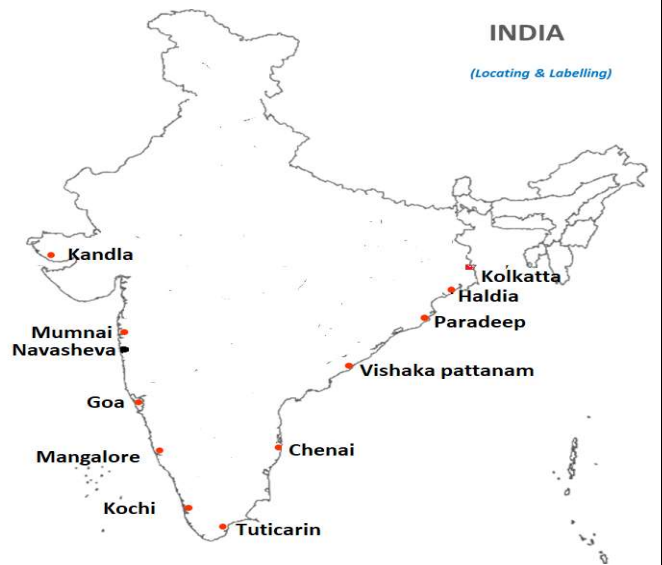 INDIA
(Locating & Labelling)
Kandla
Kolkatta
Haldia
Paradeep
Mumnai
Navasheva
Vishaka pattanam
Goa
Chenai
Mangalore
Kochi
Tuticarin